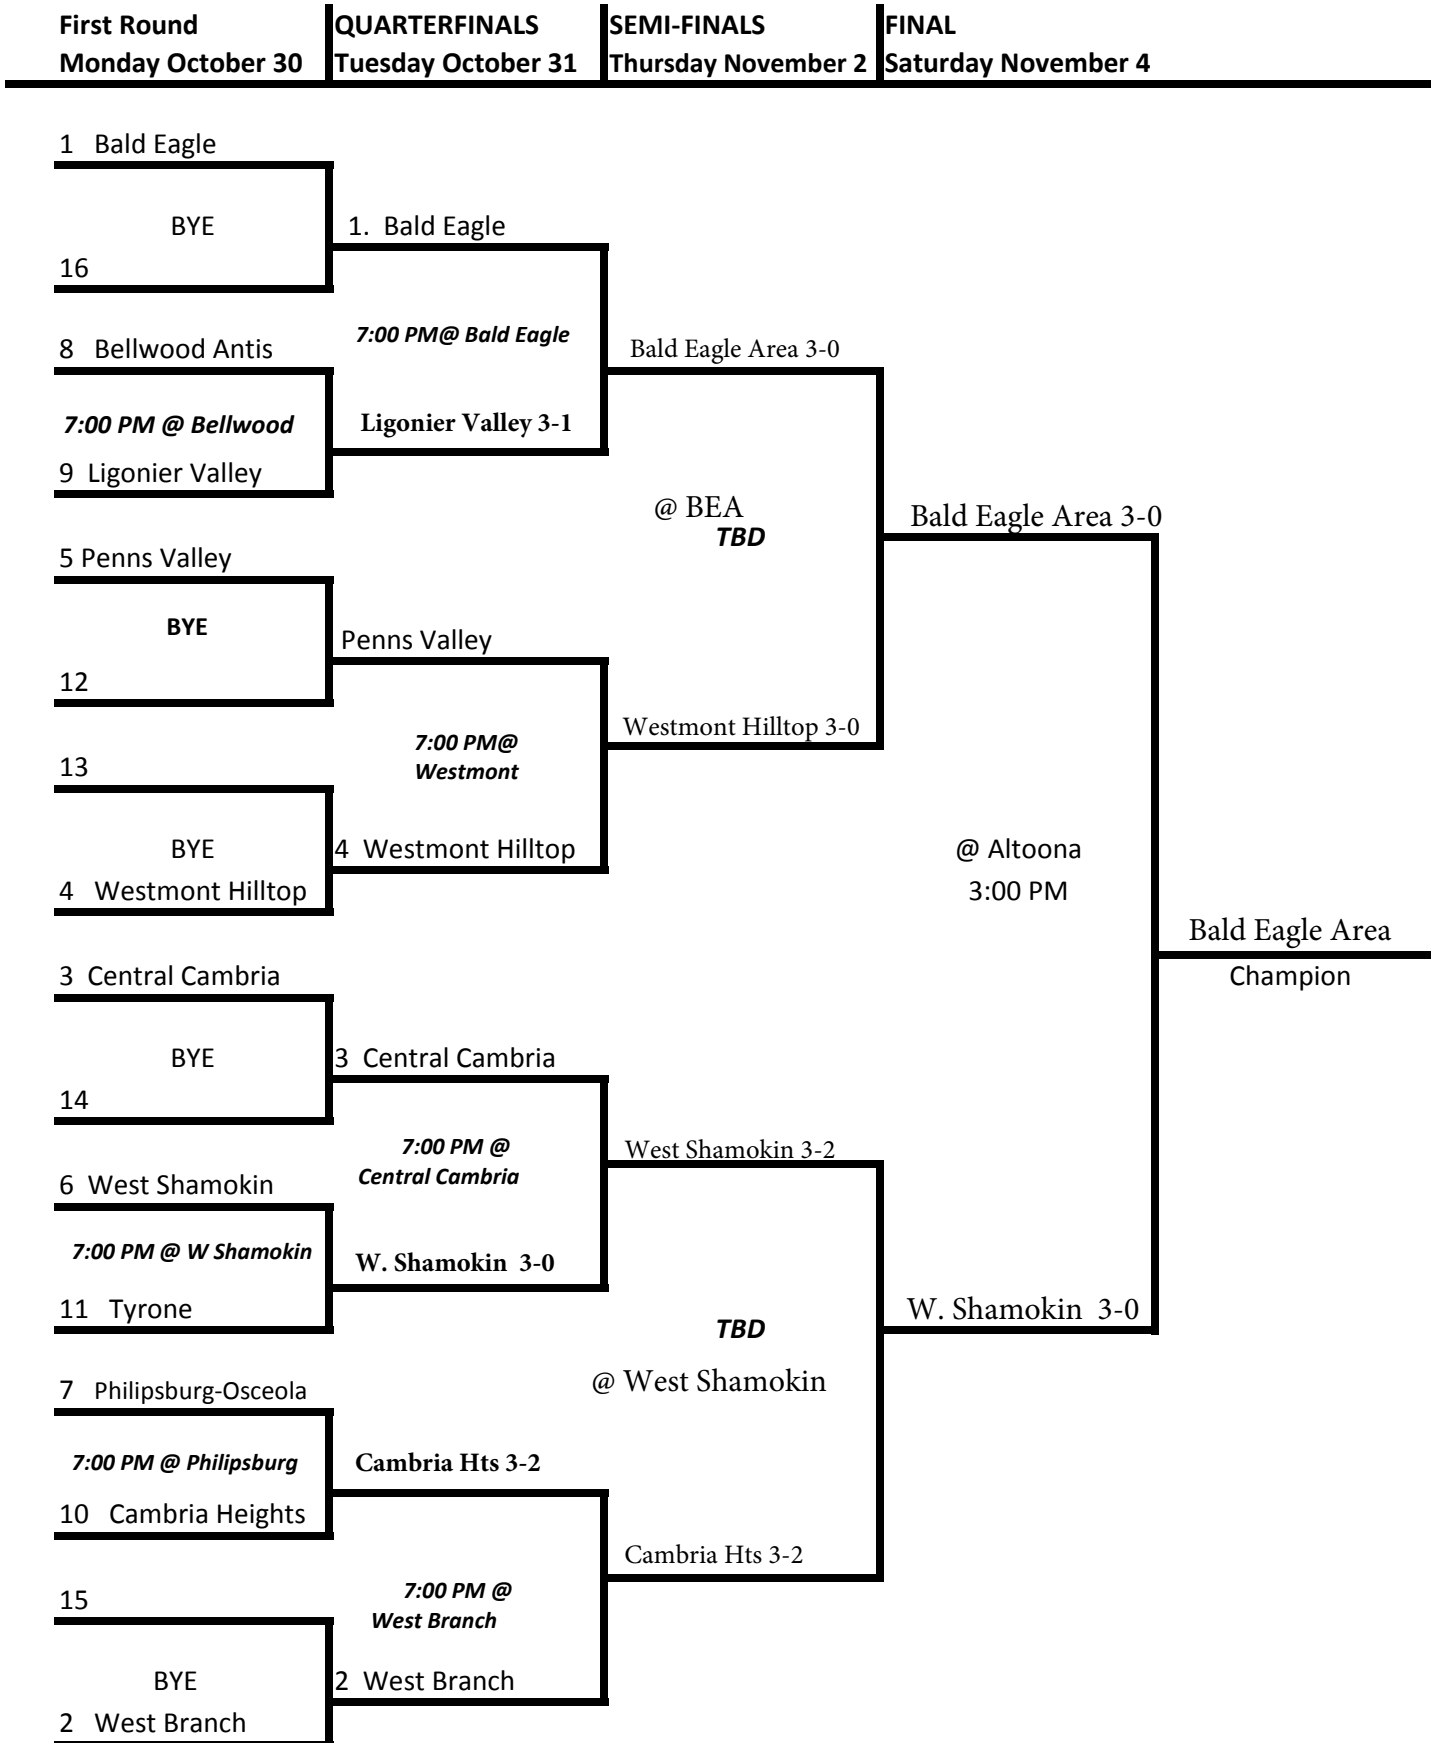 First Round QUARTERFINALS SEMI-FINALS FINAL
Monday October 30 Tuesday October 31 Thursday November 2 Saturday November 4
1 Bald Eagle
BYE
16
8 Bellwood Antis
7:00 PM @ Bellwood
9 Ligonier Valley
5 Penns Valley
BYE
12
13
BYE
4 Westmont Hilltop
3 Central Cambria
BYE
14
6 West Shamokin
7:00 PM @ W Shamokin
11 Tyrone
7 Philipsburg-Osceola
7:00 PM @ Philipsburg
10 Cambria Heights
15
BYE
2 West Branch
1. Bald Eagle
7:00 PM@ Bald Eagle
Ligonier Valley 3-1
Penns Valley
7:00 PM@
Westmont
4 Westmont Hilltop
3 Central Cambria
7:00 PM @
Central Cambria
W. Shamokin 3-0
Cambria Hts 3-2
7:00 PM @
West Branch
2 West Branch
Bald Eagle Area 3-0
@ BEA
TBD
Westmont Hilltop 3-0
West Shamokin 3-2
TBD
@ West Shamokin
Cambria Hts 3-2
Bald Eagle Area 3-0
@ Altoona
3:00 PM
W. Shamokin 3-0
Bald Eagle Area
Champion